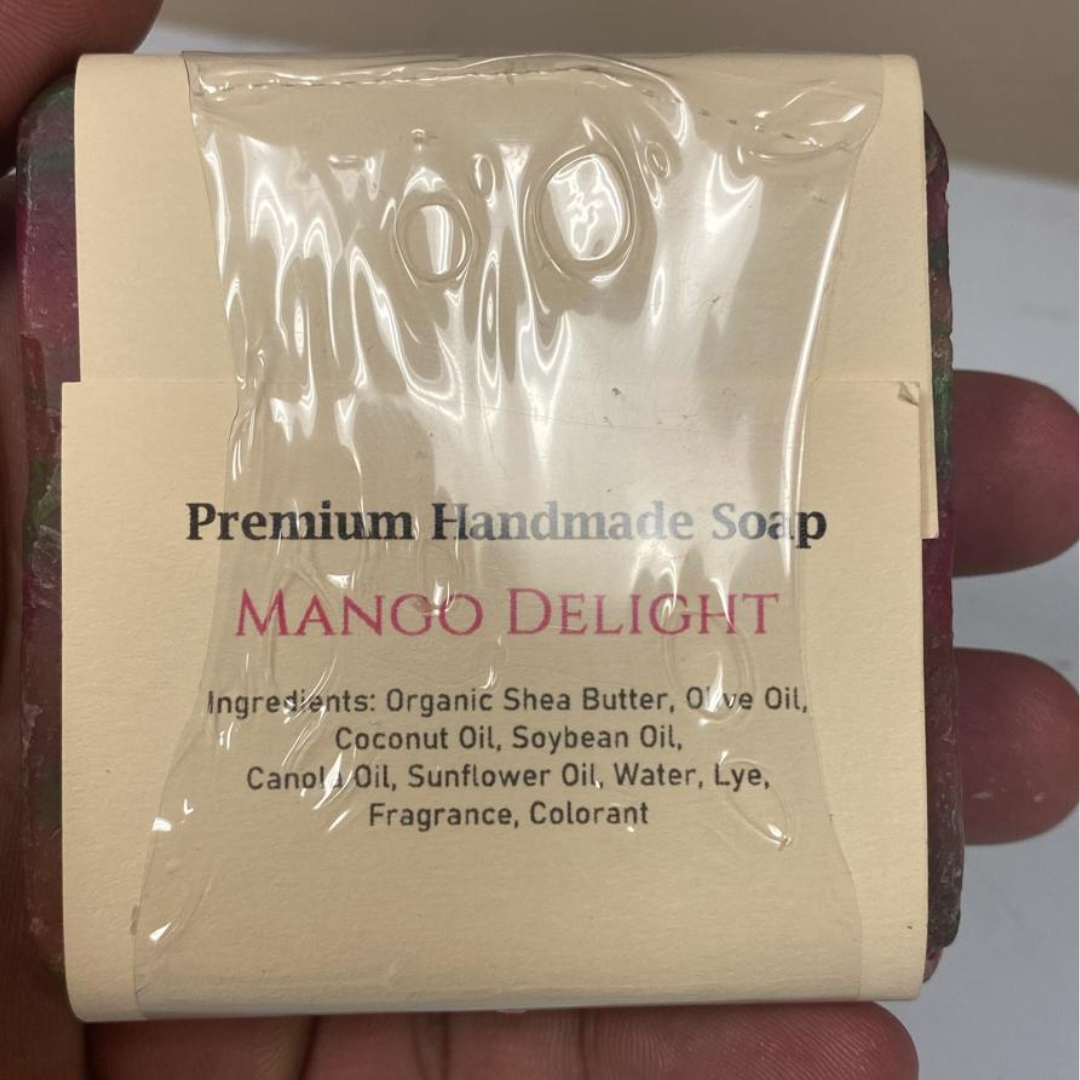 Premium Handmade Soap
MANGO DELIGHT
Ingredients: Organic Shea Butter, Olive Oil,
Coconut Oil, Soybean Oil,
Canola Oil, Sunflower Oil, Water, Lye,
Fragrance, Colorant